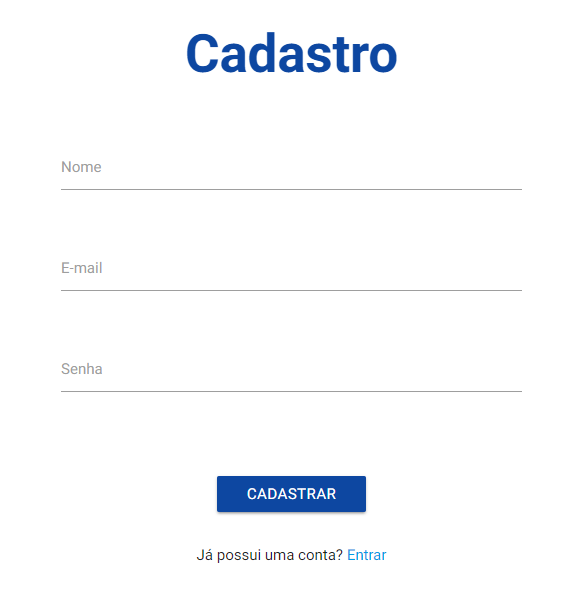 Cadastro
Nome
E-mail
Senha
CADASTRAR
Já possui uma conta? Entrar